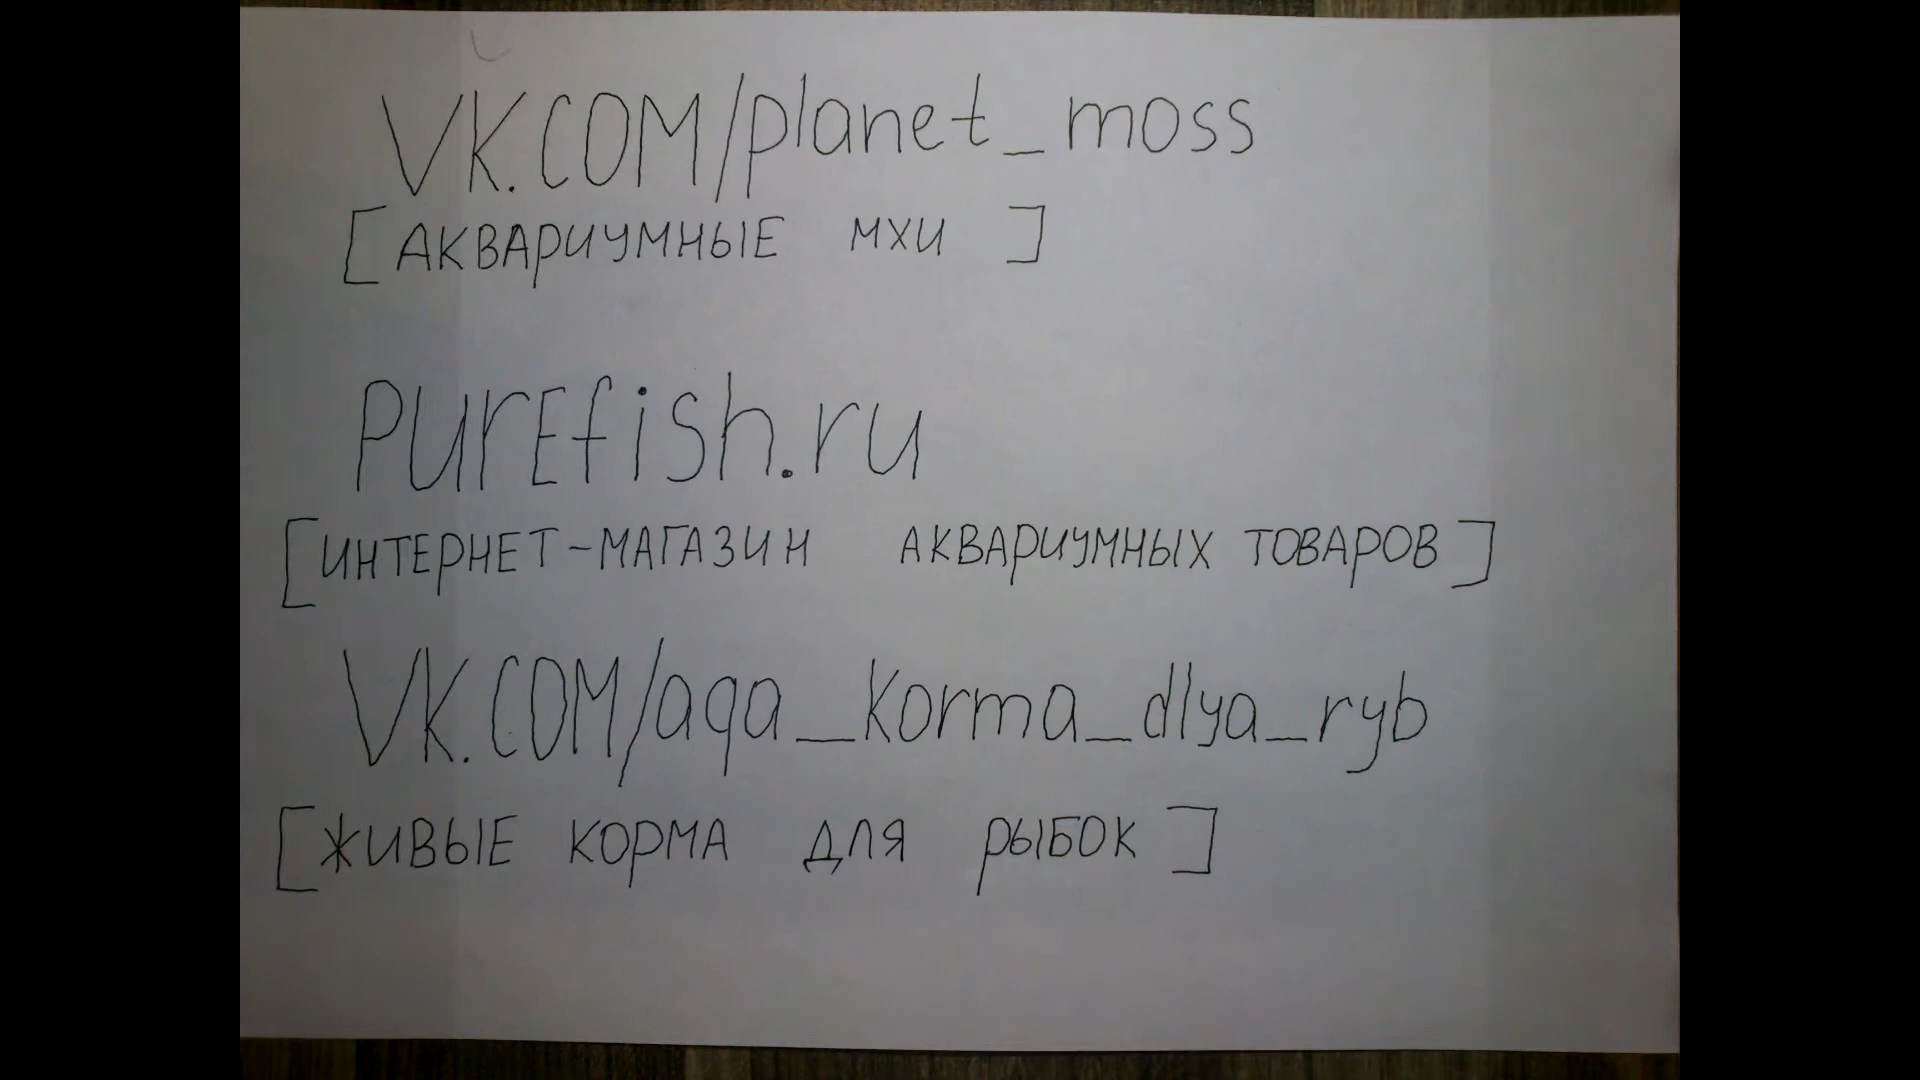 VK.COM/planet_moss
[АКВАРИУМНЫЕ МХИ]
PUrEfish.ru
[ИНТЕРНЕТ-МАГАЗИН АКВАРИУМНЫХ ТОВАРОВ]
VK.COM/aqa_korma_dlya_ryb
[ЖИВЫЕ КОРМА ДЛЯ РЫБОК]